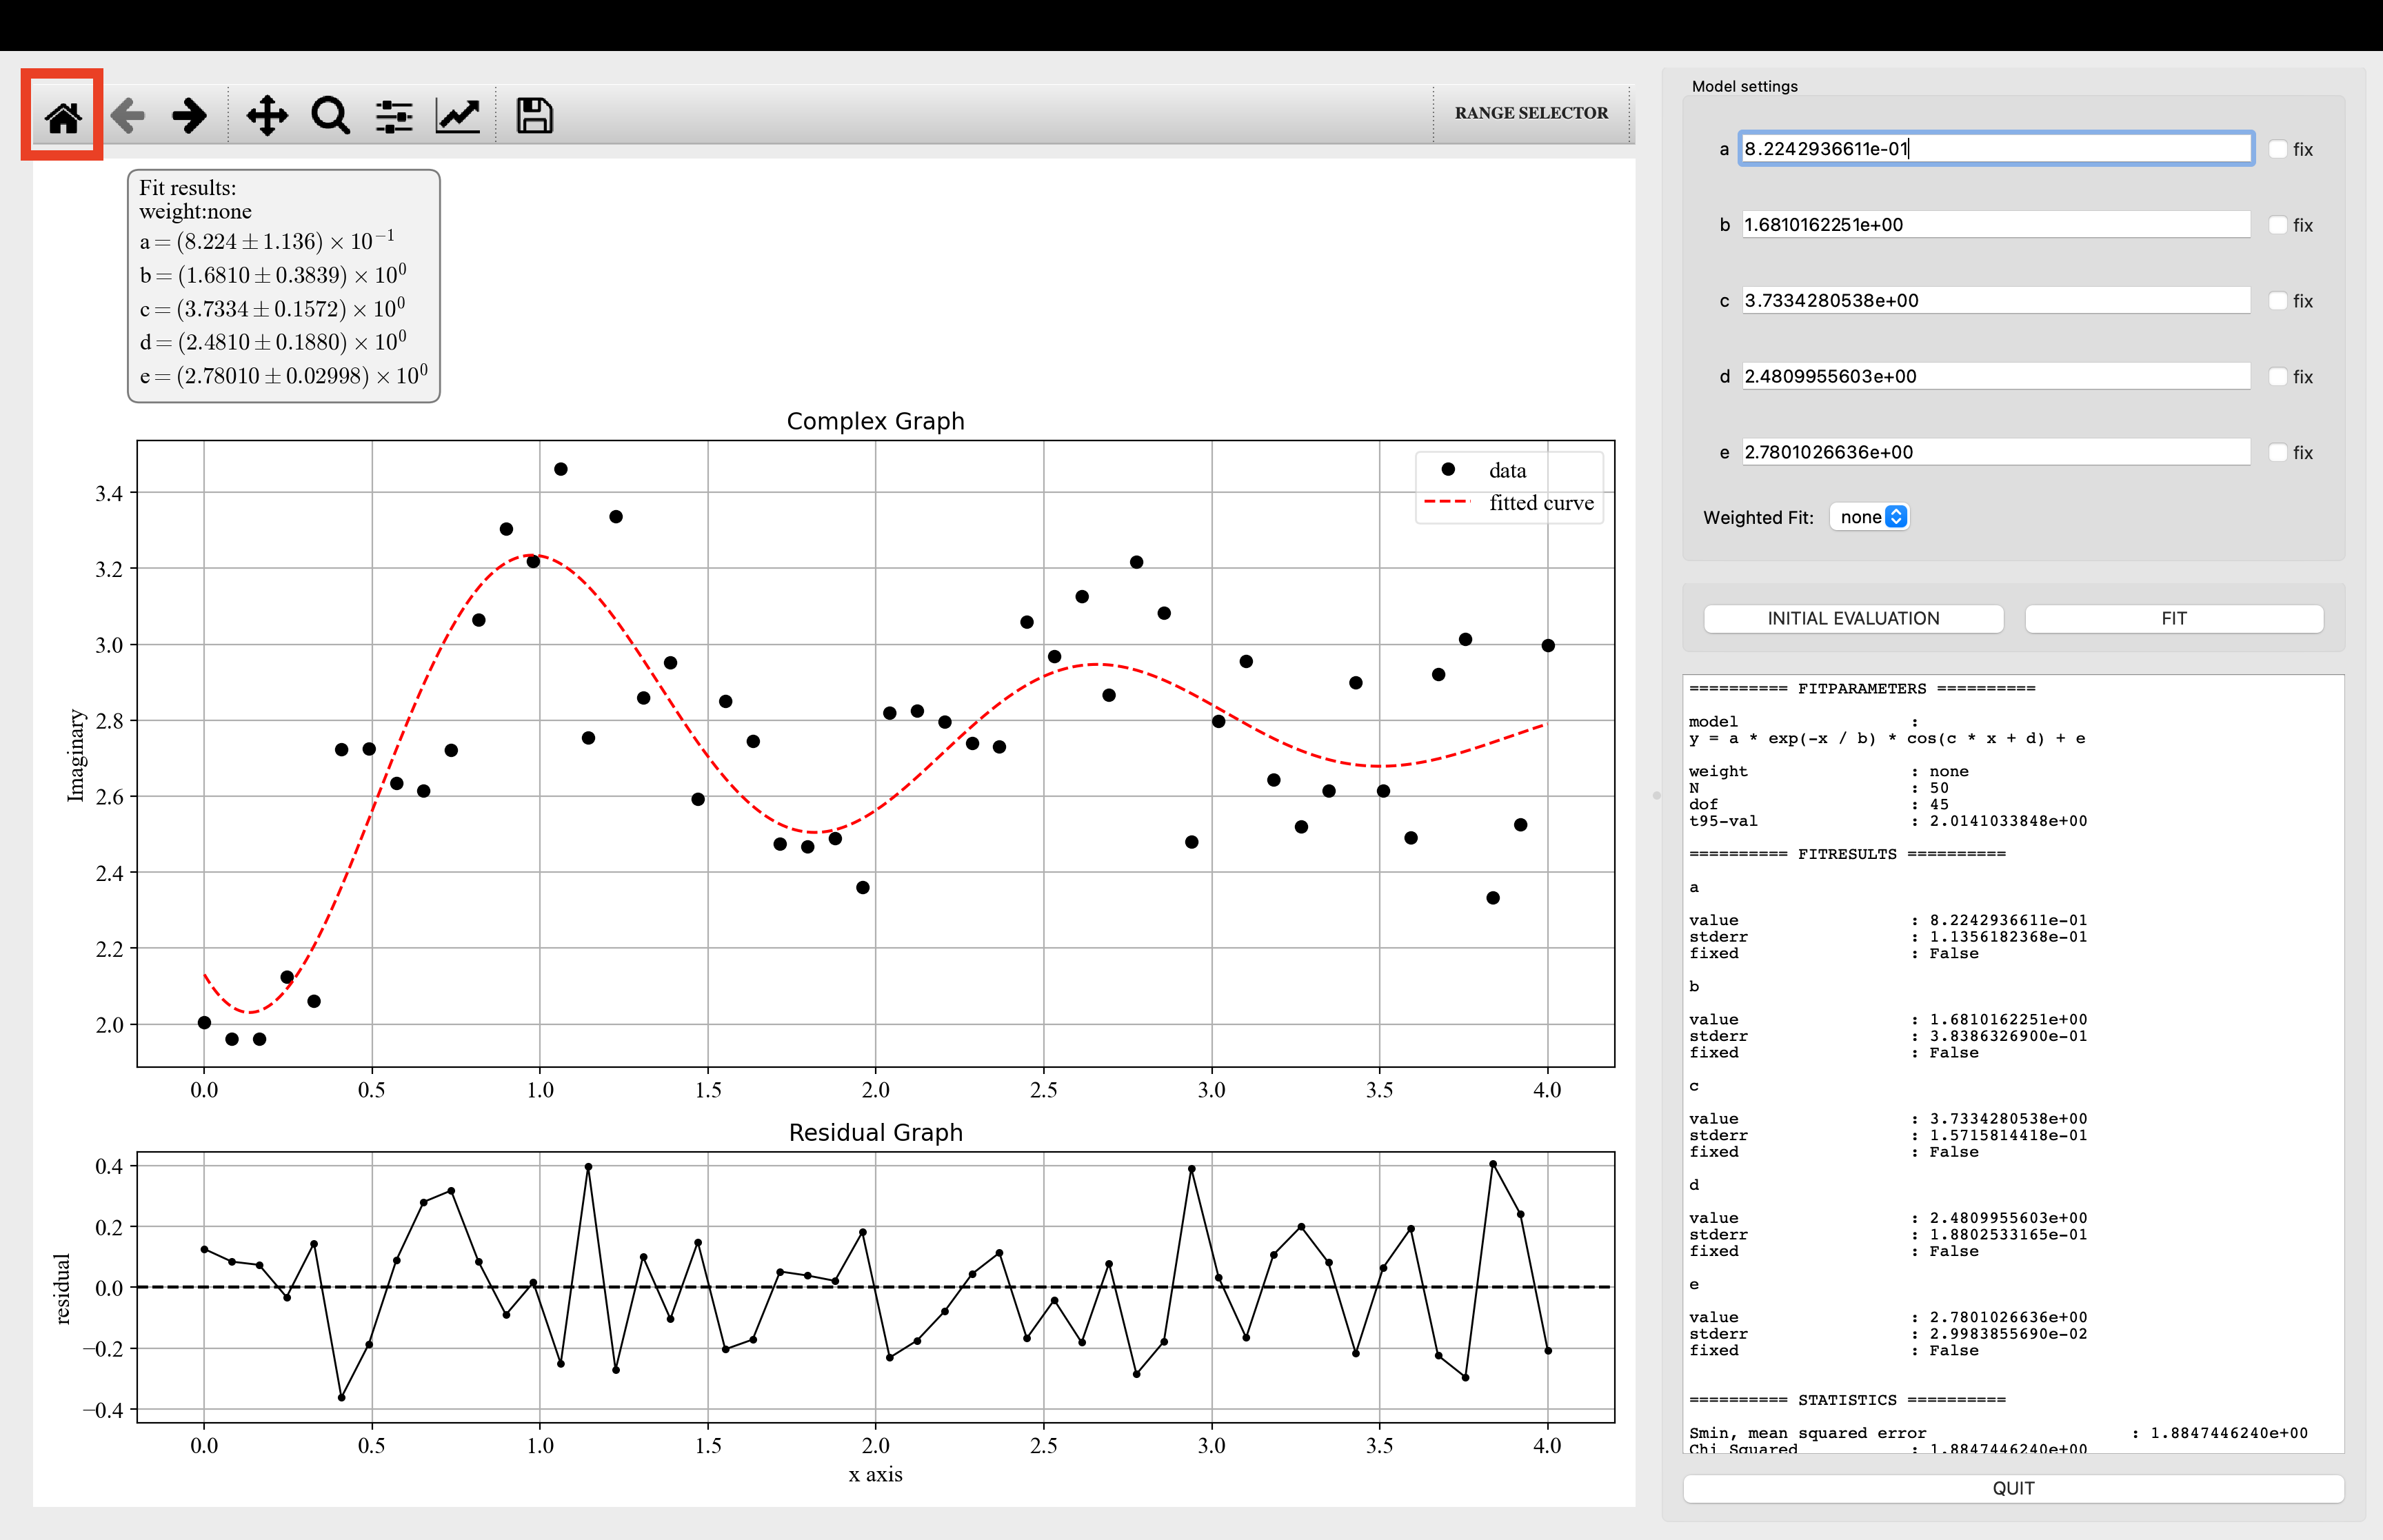 RANGE SELECTOR
Fit results:
weight:none
a = (8.224 ± 1.136) × 10⁻¹
b = (1.6810 ± 0.3839) × 10⁰
c = (3.7334 ± 0.1572) × 10⁰
d = (2.4810 ± 0.1880) × 10⁰
e = (2.78010 ± 0.02998) × 10⁰
Complex Graph
data
fitted curve
Imaginary
3.4
3.2
3.0
2.8
2.6
2.4
2.2
2.0
0.0 0.5 1.0 1.5 2.0 2.5 3.0 3.5 4.0
Residual Graph
residual
0.4
0.2
0.0
−0.2
−0.4
0.0 0.5 1.0 1.5 2.0 2.5 3.0 3.5 4.0
x axis
Model settings
a 8.2242936611e-01 fix
b 1.6810162251e+00 fix
c 3.7334280538e+00 fix
d 2.4809955603e+00 fix
e 2.7801026636e+00 fix
Weighted Fit: none
INITIAL EVALUATION FIT
========== FITPARAMETERS ==========
model :
y = a * exp(-x / b) * cos(c * x + d) + e
weight : none
N : 50
dof : 45
t95-val : 2.0141033848e+00
========== FITRESULTS ==========
a
value : 8.2242936611e-01
stderr : 1.1356182368e-01
fixed : False
b
value : 1.6810162251e+00
stderr : 3.8386326900e-01
fixed : False
c
value : 3.7334280538e+00
stderr : 1.5715814418e-01
fixed : False
d
value : 2.4809955603e+00
stderr : 1.8802533165e-01
fixed : False
e
value : 2.7801026636e+00
stderr : 2.9983855690e-02
fixed : False
========== STATISTICS ==========
Smin, mean squared error : 1.8847446240e+00
Chi Squared : 1.8847446240e+00
QUIT